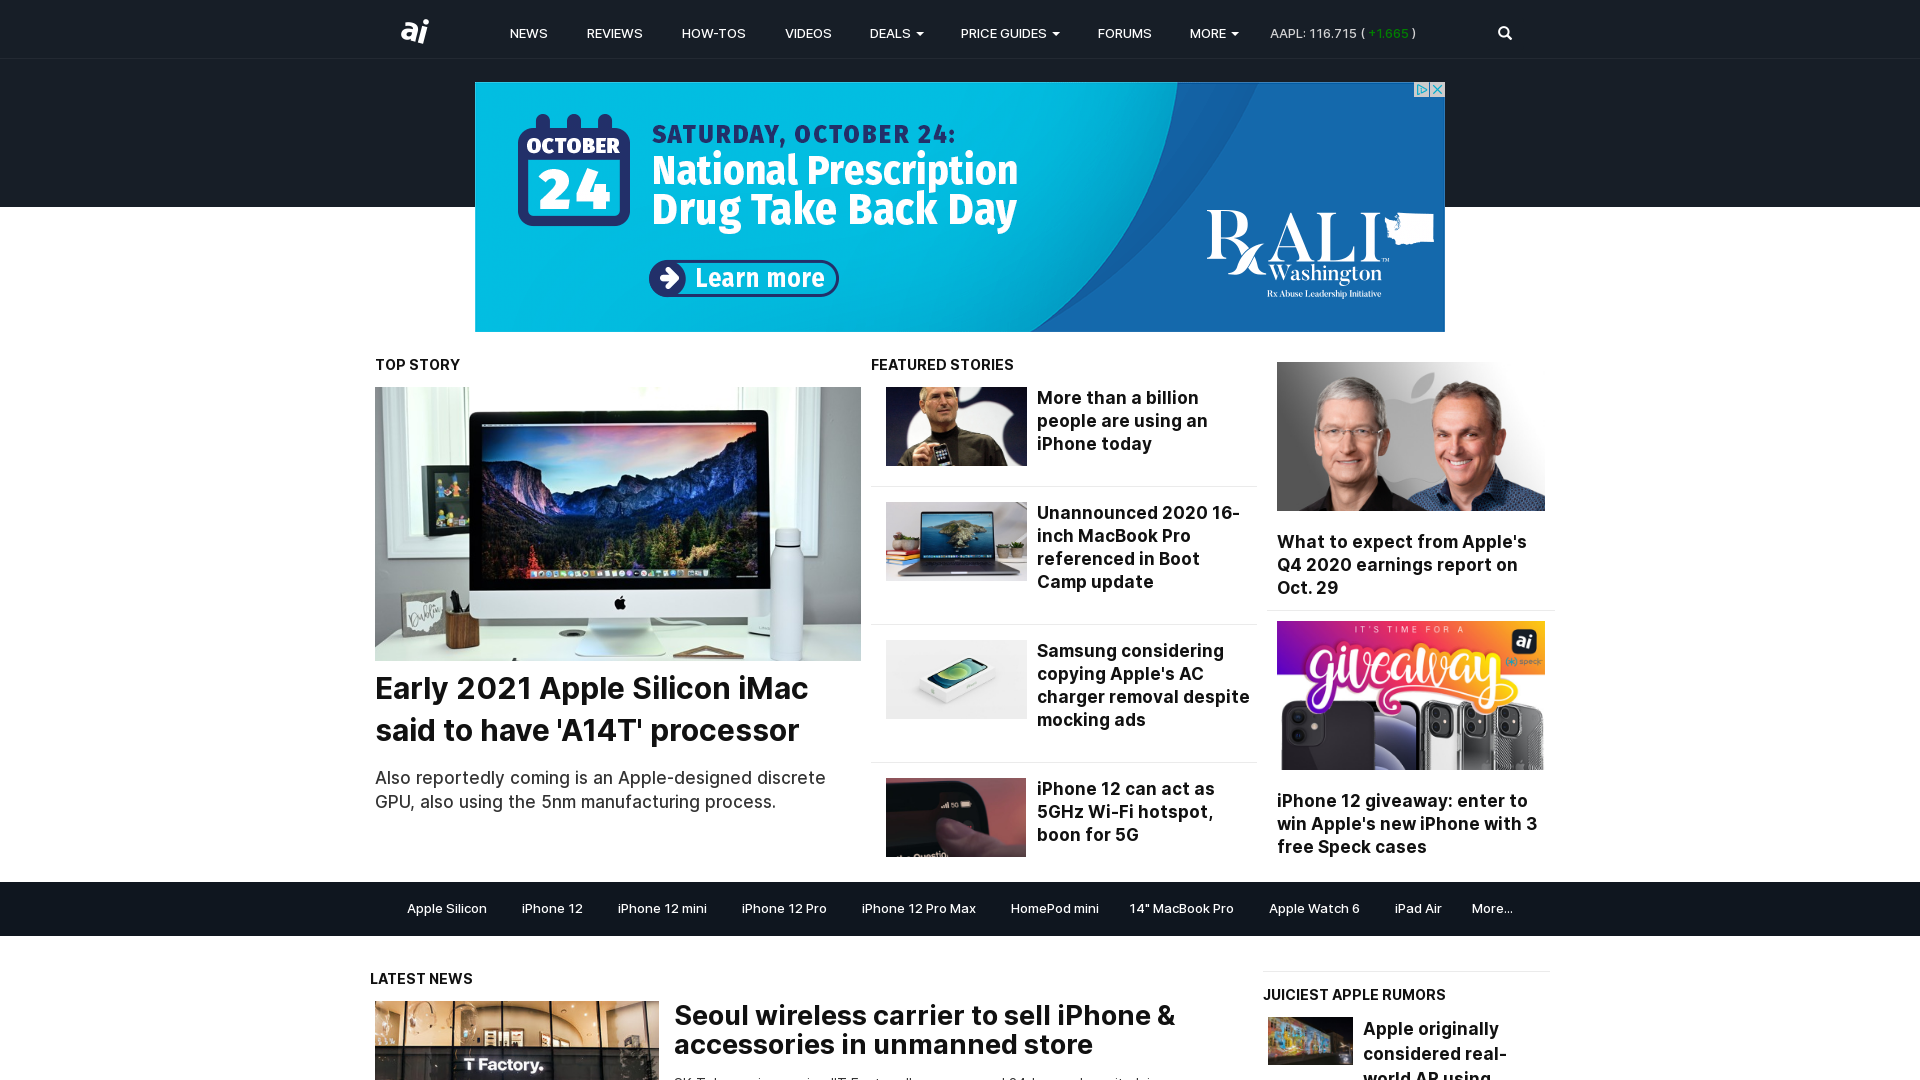 ai
NEWS
REVIEWS
HOW-TOS
VIDEOS
DEALS
PRICE GUIDES
FORUMS
MORE
AAPL: 116.715 ( +1.665 )
OCTOBER
24
SATURDAY, OCTOBER 24:
National Prescription
Drug Take Back Day
Learn more
RxALI™
Washington
Rx Abuse Leadership Initiative
TOP STORY
Dublin
Early 2021 Apple Silicon iMac
said to have 'A14T' processor
Also reportedly coming is an Apple-designed discrete
GPU, also using the 5nm manufacturing process.
FEATURED STORIES
More than a billion
people are using an
iPhone today
Unannounced 2020 16-
inch MacBook Pro
referenced in Boot
Camp update
Samsung considering
copying Apple's AC
charger removal despite
mocking ads
5G
iPhone 12 can act as
5GHz Wi-Fi hotspot,
boon for 5G
What to expect from Apple's
Q4 2020 earnings report on
Oct. 29
IT'S TIME FOR A
giveaway
ai
speck
iPhone 12 giveaway: enter to
win Apple's new iPhone with 3
free Speck cases
Apple Silicon
iPhone 12
iPhone 12 mini
iPhone 12 Pro
iPhone 12 Pro Max
HomePod mini
14" MacBook Pro
Apple Watch 6
iPad Air
More...
LATEST NEWS
T Factory.
Seoul wireless carrier to sell iPhone &
accessories in unmanned store
JUICIEST APPLE RUMORS
Apple originally
considered real-
world AR using